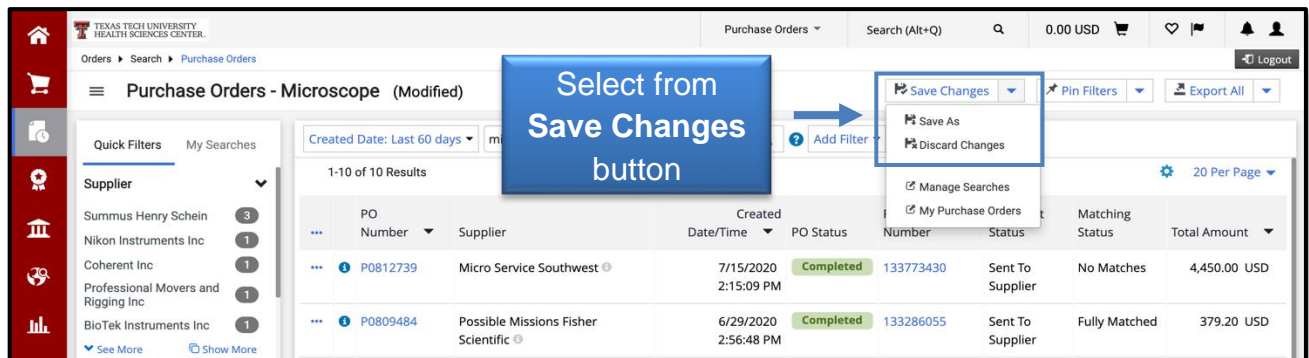 TEXAS TECH UNIVERSITY
HEALTH SCIENCES CENTER.
Purchase Orders
Search (Alt+Q)
0.00 USD
Orders Search Purchase Orders
Logout
Purchase Orders - Microscope (Modified)
Save Changes
Pin Filters
Export All
Select from
Save Changes
button
Save As
Discard Changes
Manage Searches
My Purchase Orders
Quick Filters My Searches
Created Date: Last 60 days
Add Filter
1-10 of 10 Results
20 Per Page
Supplier
Summus Henry Schein 3
Nikon Instruments Inc 1
Coherent Inc 1
Professional Movers and
Rigging Inc 1
BioTek Instruments Inc 1
See More Show More
PO
Number
Supplier
Created
Date/Time
PO Status
Number
Status
Matching
Status
Total Amount
P0812739 Micro Service Southwest 7/15/2020 Completed 133773430 Sent To No Matches 4,450.00 USD
2:15:09 PM Supplier
P0809484 Possible Missions Fisher 6/29/2020 Completed 133286055 Sent To Fully Matched 379.20 USD
Scientific 2:56:48 PM Supplier